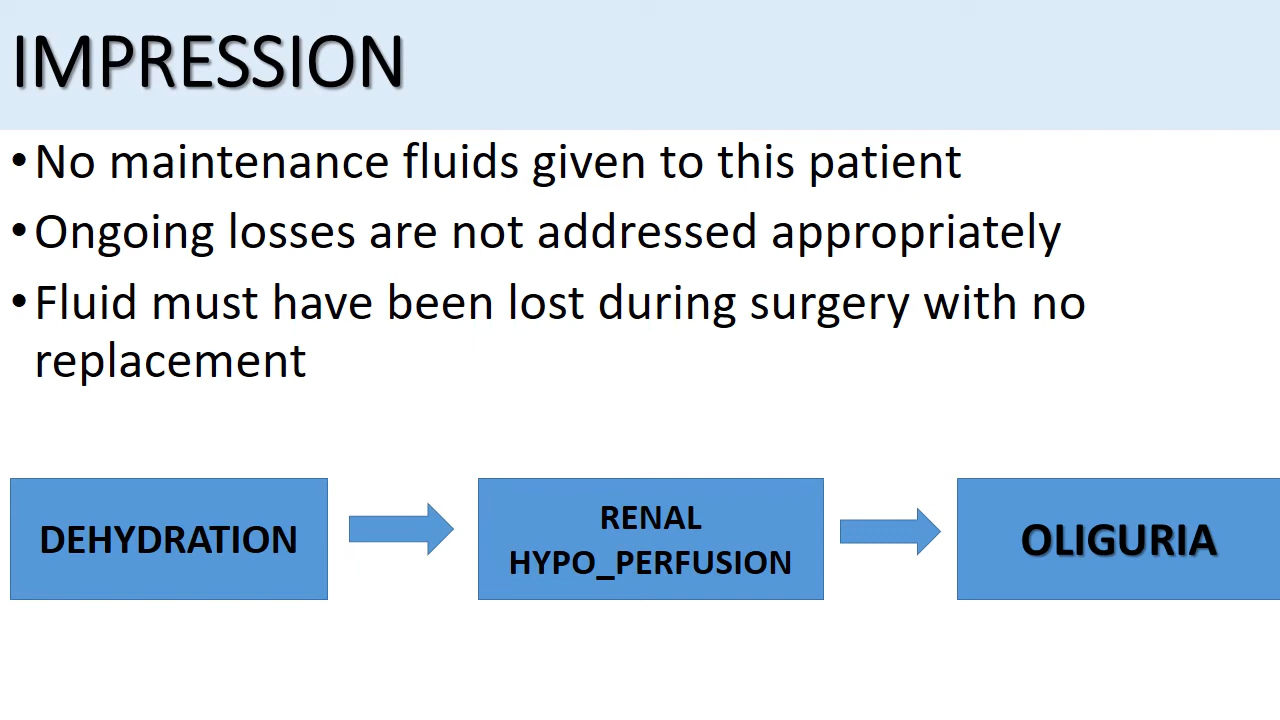 IMPRESSION
•No maintenance fluids given to this patient
•Ongoing losses are not addressed appropriately
•Fluid must have been lost during surgery with no
replacement
DEHYDRATION
RENAL
HYPO_PERFUSION
OLIGURIA